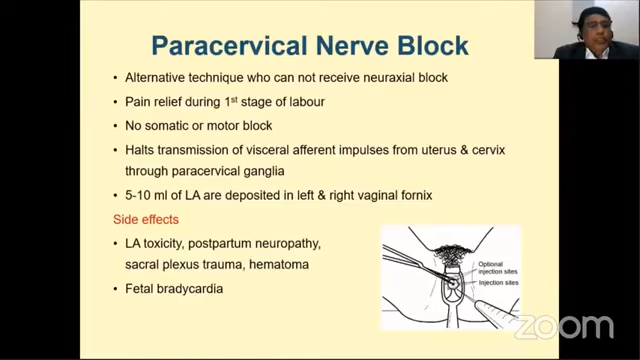 Paracervical Nerve Block
• Alternative technique who can not receive neuraxial block
• Pain relief during 1st stage of labour
• No somatic or motor block
• Halts transmission of visceral afferent impulses from uterus & cervix
through paracervical ganglia
• 5-10 ml of LA are deposited in left & right vaginal fornix
Side effects
• LA toxicity, postpartum neuropathy,
sacral plexus trauma, hematoma
• Fetal bradycardia
Optional
injection sites
Injection sites
zoom